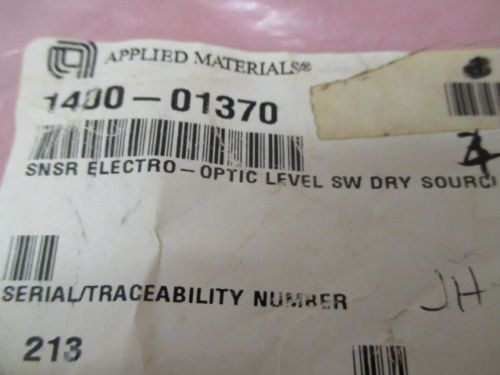 APPLIED MATERIALS®
1400-01370
SNSR ELECTRO-OPTIC LEVEL SW DRY SOURC
SERIAL/TRACEABILITY NUMBER
JH
213